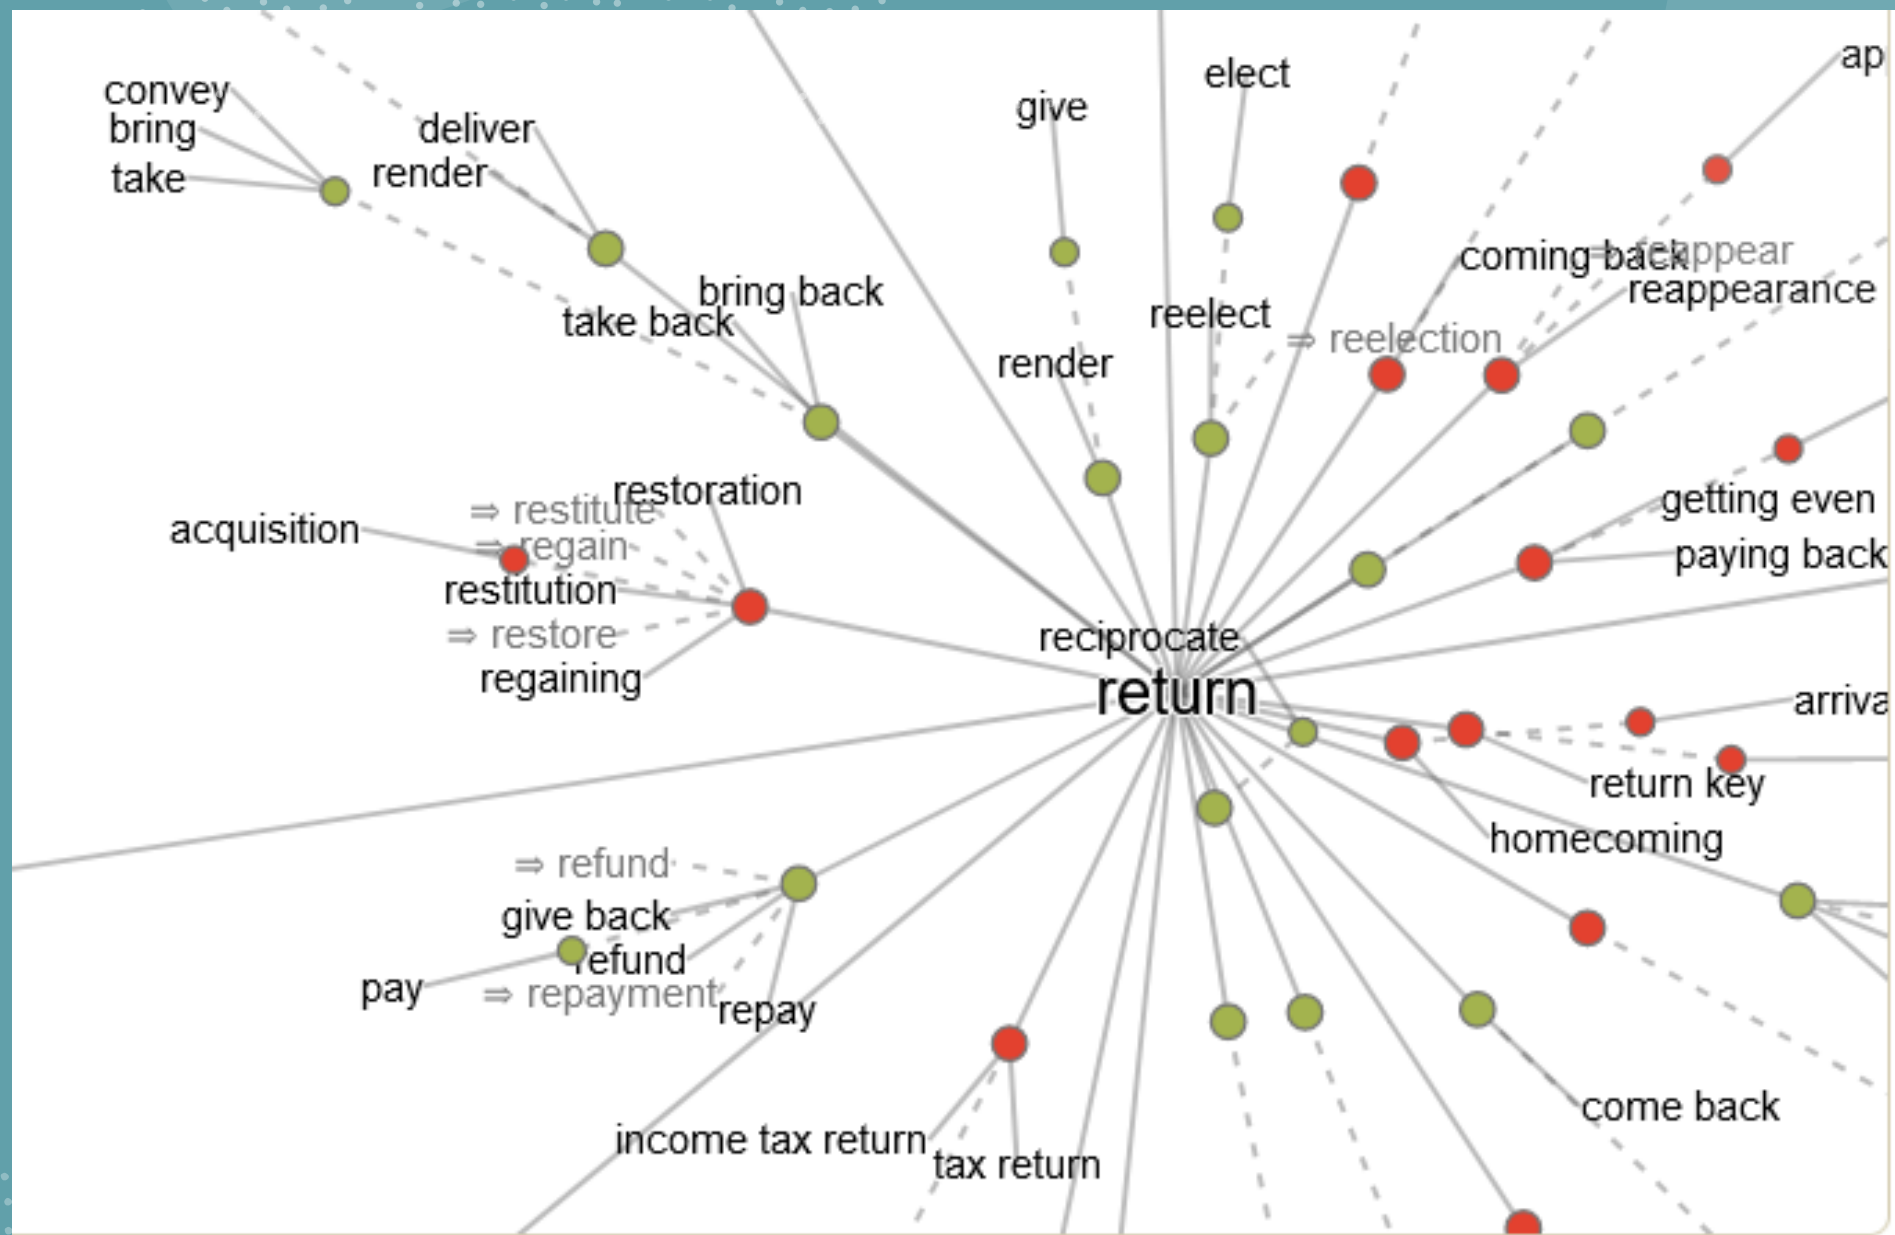 ap
elect
convey
give
bring
deliver
render
take
⇒ reappear
coming back
reappearance
bring back
reelect
take back
⇒ reelection
render
restoration
getting even
⇒ restitute
acquisition
⇒ regain
paying back
restitution
⇒ restore
reciprocate
regaining
return
arriva
return key
homecoming
⇒ refund
give back
refund
pay
⇒ repayment
repay
come back
income tax return
tax return